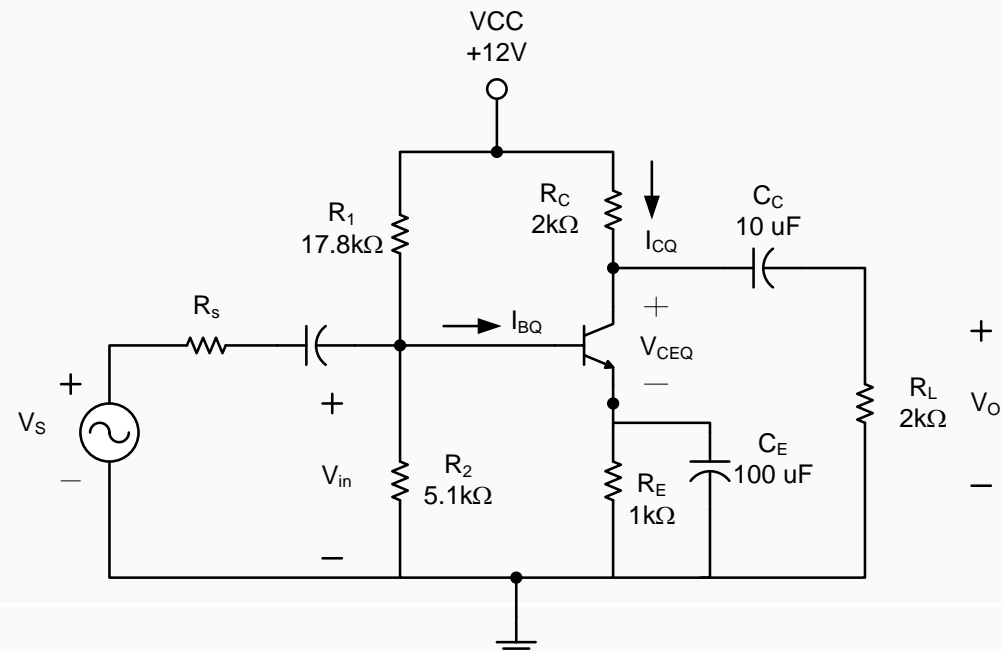 VCC
+12V
R1
17.8kΩ
RC
2kΩ
ICQ
CC
10 uF
Rs
IBQ
+
VCEQ
—
+
VS
—
+
Vin
—
R2
5.1kΩ
RE
1kΩ
CE
100 uF
RL
2kΩ
+
VO
—